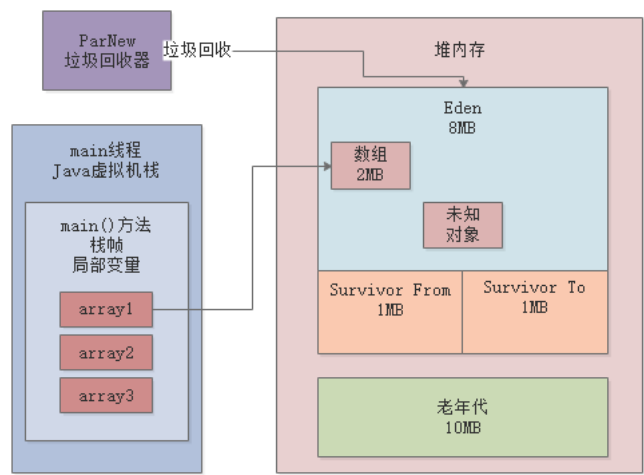 ParNew
垃圾回收器
垃圾回收
堆内存
Eden
8MB
main线程
Java虚拟机栈
数组
2MB
未知
对象
main()方法
栈帧
局部变量
array1
array2
array3
Survivor From
1MB
Survivor To
1MB
老年代
10MB